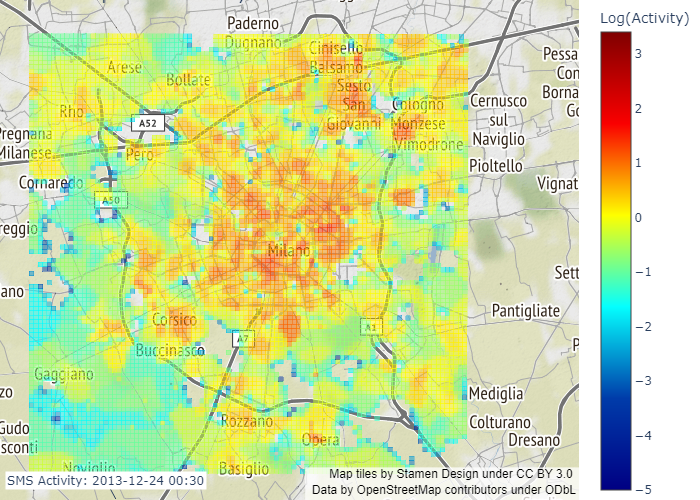 Log(Activity)
Paderno
Dugnano
Cinisello
Balsamo
Arese
Bollate
Sesto
San
Giovanni
Rho
Cologno
Monzese
Vimodrone
A52
Pero
Pregnana
Milanese
Cornaredo
A50
reggio
Cernusco
sul
Naviglio
Pioltello
Pessa
Con
Borna
Go
Vignat
Milano
Sett
ano
Corsico
Buccinasco
A7
A1
Pantigliate
P
Gaggiano
zo
Gudo
sconti
Rozzano
Opera
Mediglia
Colturano
Dresano
Noviglio
Basiglio
SMS Activity: 2013-12-24 00:30
Map tiles by Stamen Design under CC BY 3.0
Data by OpenStreetMap contributors under ODbL
3
2
1
0
−1
−2
−3
−4
−5